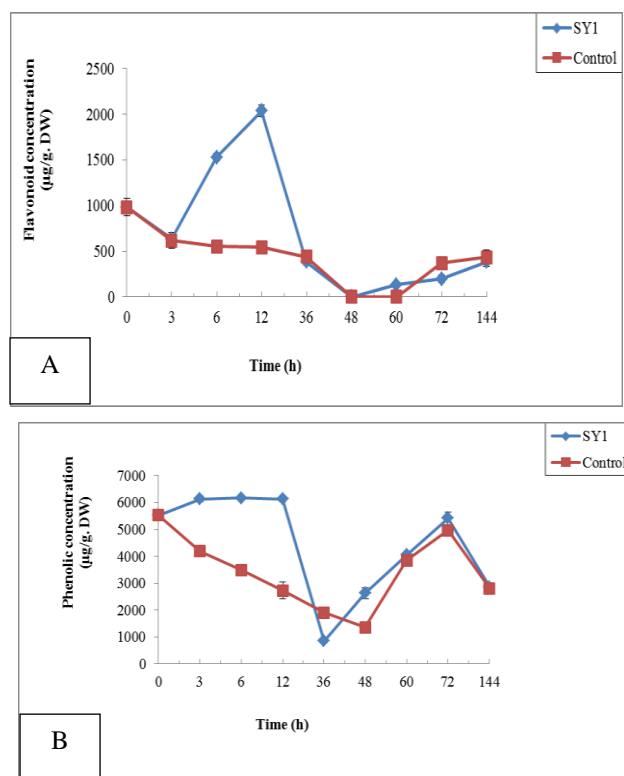 SY1
Control
Flavonoid concentration
(µg/g. DW)
2500
2000
1500
1000
500
0
0 3 6 12 36 48 60 72 144
Time (h)
A
SY1
Control
Phenolic concentration
(µg/g. DW)
7000
6000
5000
4000
3000
2000
1000
0
0 3 6 12 36 48 60 72 144
Time (h)
B